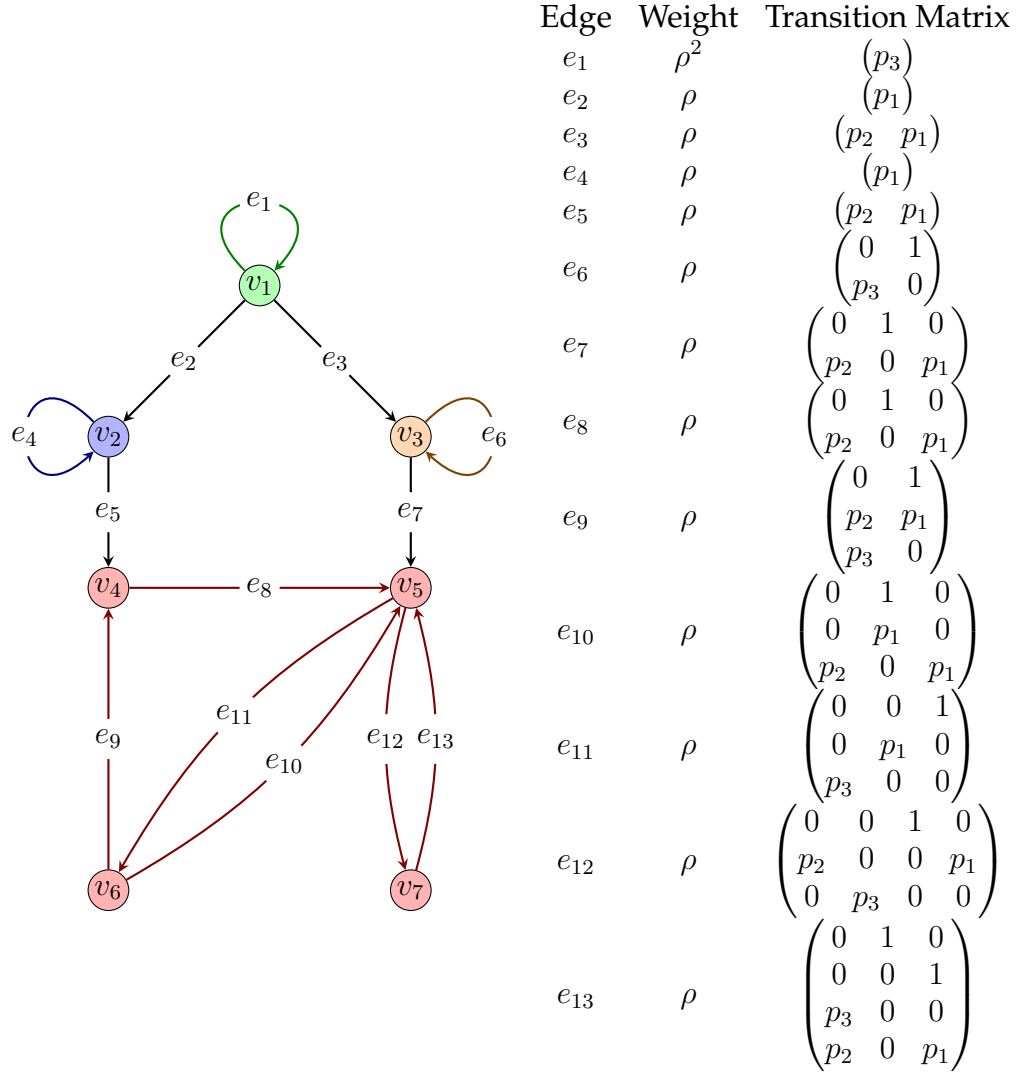 Edge Weight Transition Matrix
e₁ ρ² (p₃)
e₂ ρ (p₁)
e₃ ρ (p₂ p₁)
e₄ ρ (p₁)
e₅ ρ (p₂ p₁)
0 1
e₆ ρ
p₃ 0
0 1 0
e₇ ρ
p₂ 0 p₁
0 1 0
e₈ ρ
p₂ 0 p₁
0 1
e₉ ρ p₂ p₁
p₃ 0
0 1 0
e₁₀ ρ 0 p₁ 0
p₂ 0 p₁
0 0 1
e₁₁ ρ 0 p₁ 0
p₃ 0 0
0 0 1 0
e₁₂ ρ p₂ 0 0 p₁
0 p₃ 0 0
0 1 0
0 0 1
e₁₃ ρ
p₃ 0 0
p₂ 0 p₁
e₁
v₁
e₂ e₃
e₄ v₂ v₃ e₆
e₅ e₇
v₄ e₈ v₅
e₁₁
e₉ e₁₂ e₁₃
e₁₀
v₆ v₇